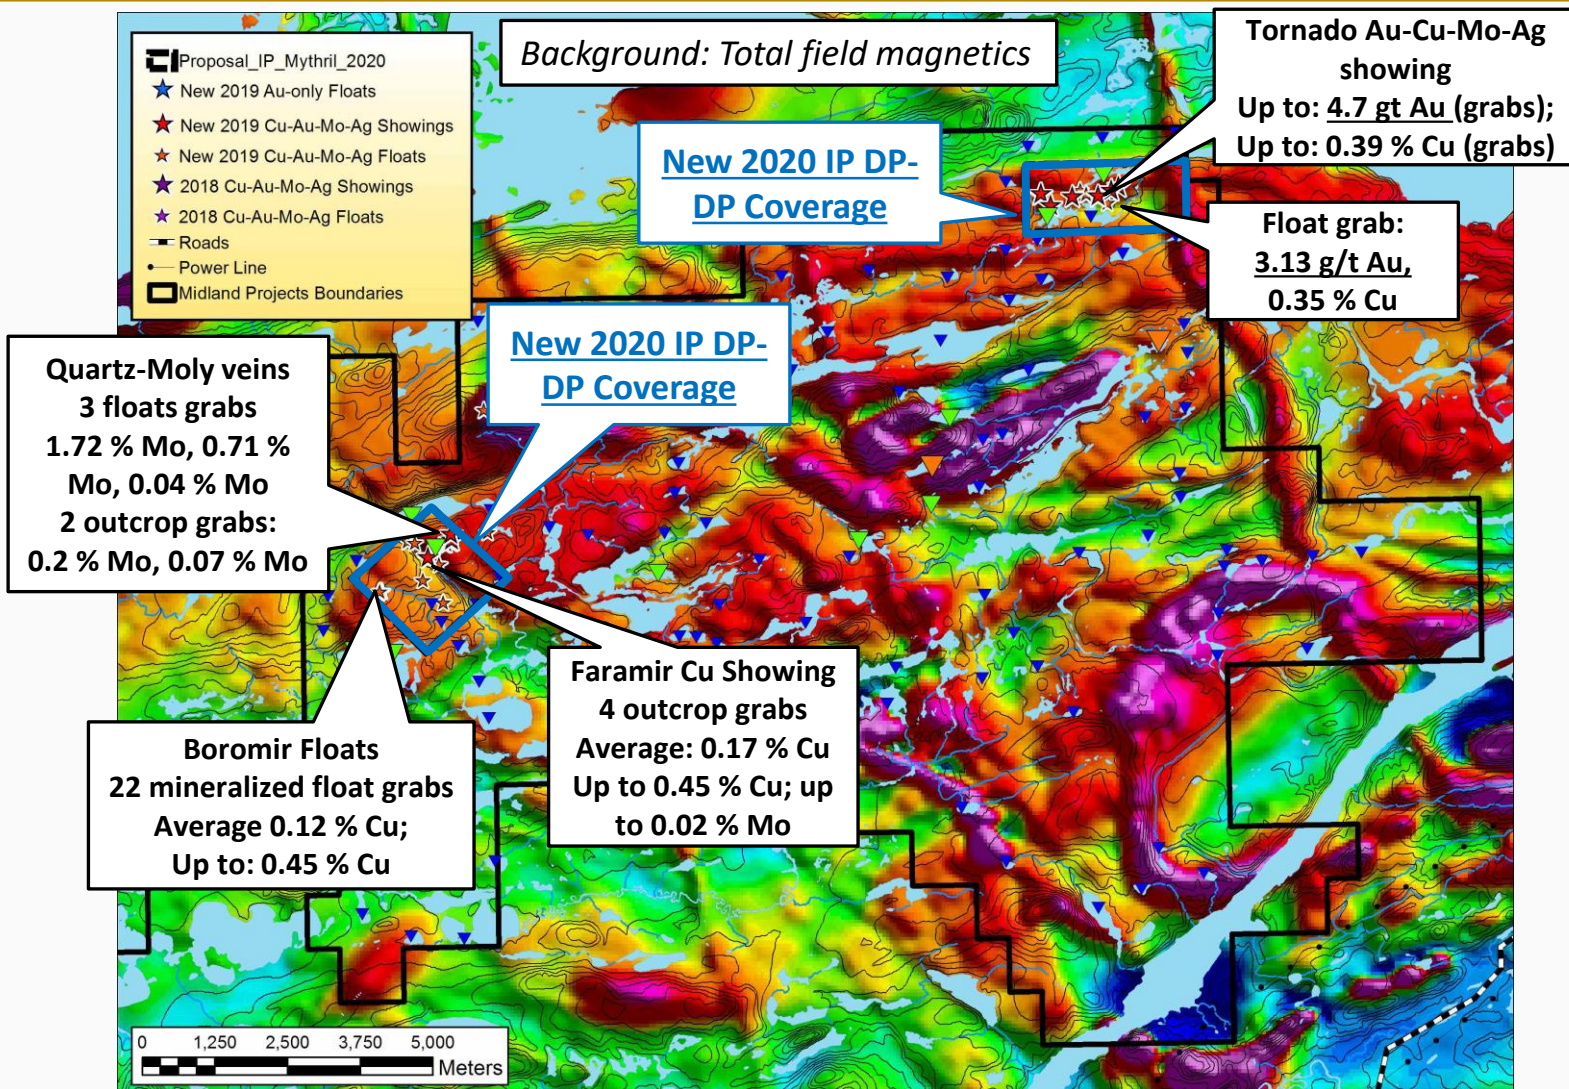 Background: Total field magnetics
Proposal_IP_Mythril_2020
New 2019 Au-only Floats
New 2019 Cu-Au-Mo-Ag Showings
New 2019 Cu-Au-Mo-Ag Floats
2018 Cu-Au-Mo-Ag Showings
2018 Cu-Au-Mo-Ag Floats
Roads
Power Line
Midland Projects Boundaries
Tornado Au-Cu-Mo-Ag
showing
Up to: 4.7 gt Au (grabs);
Up to: 0.39 % Cu (grabs)
New 2020 IP DP-
DP Coverage
Float grab:
3.13 g/t Au,
0.35 % Cu
New 2020 IP DP-
DP Coverage
Quartz-Moly veins
3 floats grabs
1.72 % Mo, 0.71 %
Mo, 0.04 % Mo
2 outcrop grabs:
0.2 % Mo, 0.07 % Mo
Faramir Cu Showing
4 outcrop grabs
Average: 0.17 % Cu
Up to 0.45 % Cu; up
to 0.02 % Mo
Boromir Floats
22 mineralized float grabs
Average 0.12 % Cu;
Up to: 0.45 % Cu
0 1,250 2,500 3,750 5,000
Meters